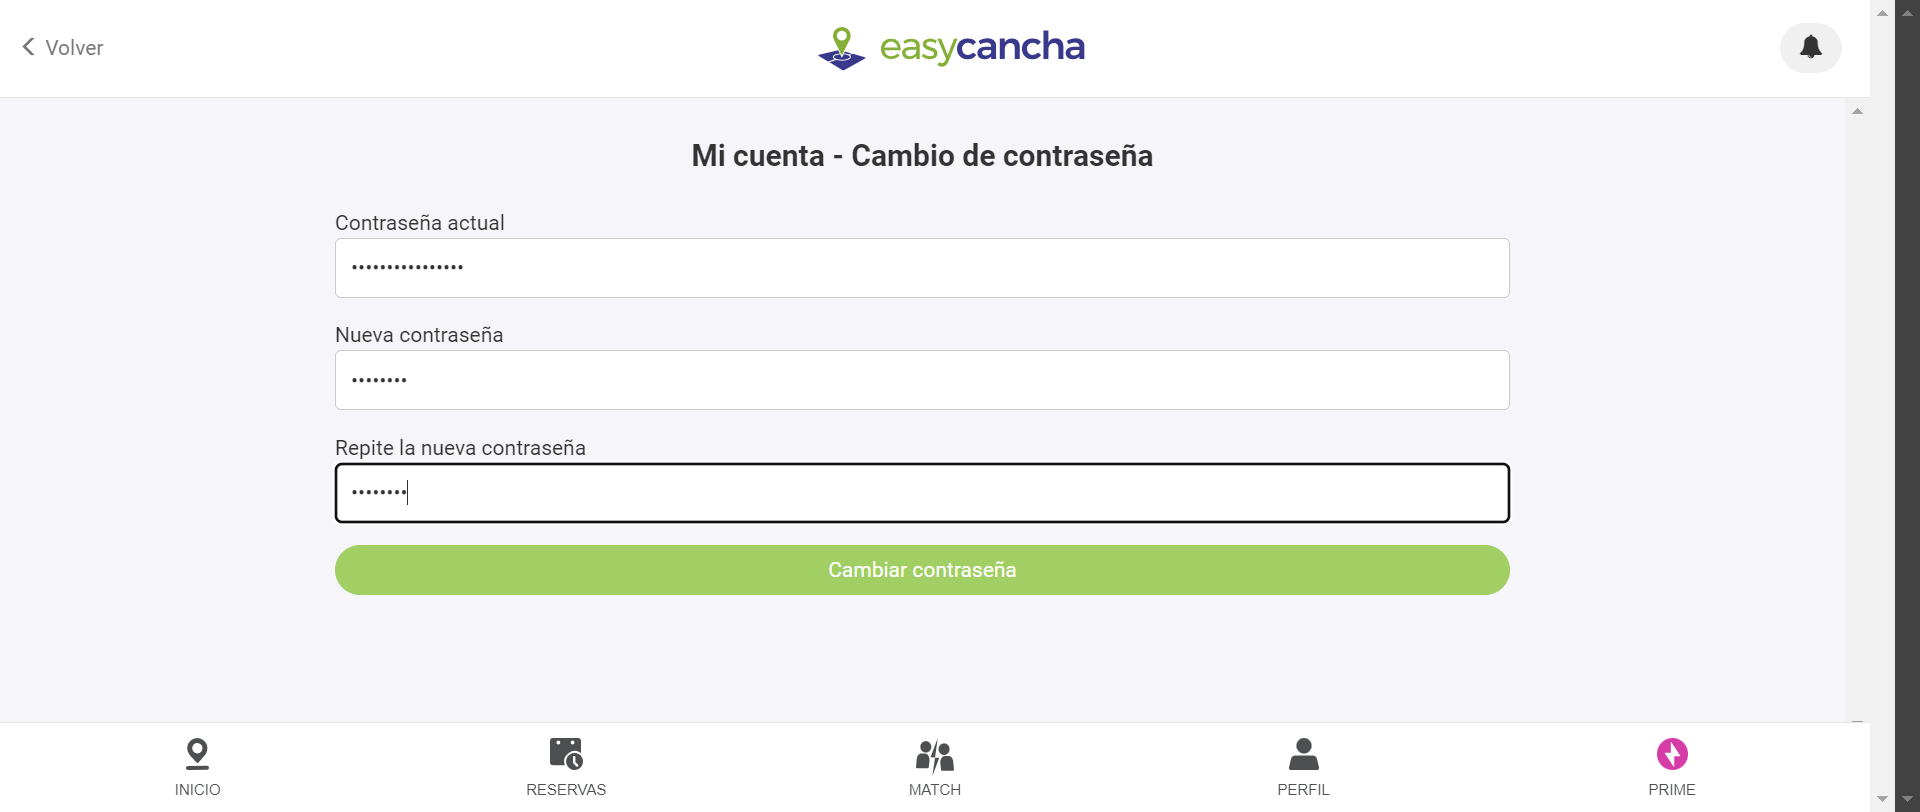 Volver
easycancha
Mi cuenta - Cambio de contraseña
Contraseña actual
••••••••••••••••
Nueva contraseña
••••••••
Repite la nueva contraseña
••••••••
Cambiar contraseña
INICIO
RESERVAS
MATCH
PERFIL
PRIME